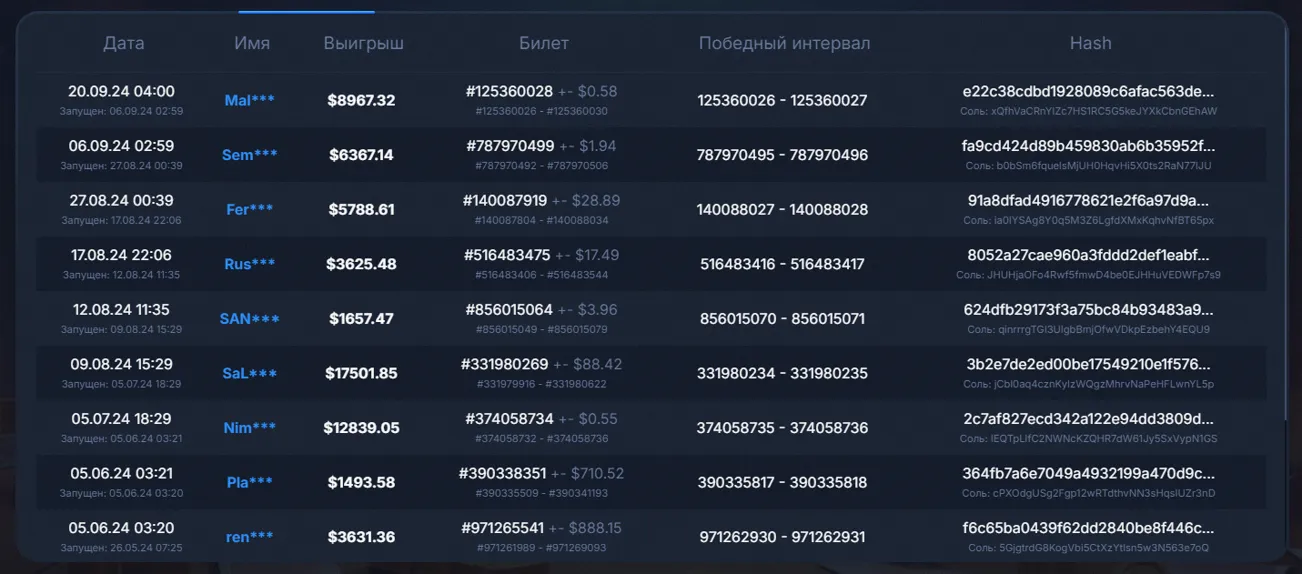 Дата Имя Выигрыш Билет Победный интервал Hash
20.09.24 04:00 Mal*** $8967.32 #125360028 +- $0.58 125360026 - 125360027 e22c38cdbd1928089c6afac563de...
Запущен: 06.09.24 02:59 #125360026 - #125360030 Соль: xQfhVaCRnYlZc7HS1RC5G5keJYXkCbnGEhAW
06.09.24 02:59 Sem*** $6367.14 #787970499 +- $1.94 787970495 - 787970496 fa9cd424d89b459830ab6b35952f...
Запущен: 27.08.24 00:39 #787970492 - #787970506 Соль: b0bSm6fquelsMjUH0HqvHi5X0ts2RaN77lJU
27.08.24 00:39 Fer*** $5788.61 #140087919 +- $28.89 140088027 - 140088028 91a8dfad4916778621e2f6a97d9a...
Запущен: 17.08.24 22:06 #140087804 - #140088034 Соль: ia0IYSAg8Y0q5M3Z6LgfdXMxKqhvNfBT65px
17.08.24 22:06 Rus*** $3625.48 #516483475 +- $17.49 516483416 - 516483417 8052a27cae960a3fddd2def1eabf...
Запущен: 12.08.24 11:35 #516483406 - #516483544 Соль: JHUHjaOFo4Rwf5fmwD4be0EJHHuVEDWFp7s9
12.08.24 11:35 SAN*** $1657.47 #856015064 +- $3.96 856015070 - 856015071 624dfb29173f3a75bc84b93483a9...
Запущен: 09.08.24 15:29 #856015049 - #856015079 Соль: qinrrrgTGl3UIgbBmjOfwVDkpEzbehY4EQU9
09.08.24 15:29 SaL*** $17501.85 #331980269 +- $88.42 331980234 - 331980235 3b2e7de2ed00be17549210e1f576...
Запущен: 05.07.24 18:29 #331979916 - #331980622 Соль: jCbl0aq4cznKyIzWQgzMhrvNaPeHFLwnYL5p
05.07.24 18:29 Nim*** $12839.05 #374058734 +- $0.55 374058735 - 374058736 2c7af827ecd342a122e94dd3809d...
Запущен: 05.06.24 03:21 #374058732 - #374058736 Соль: lEQTpLlfC2NWNcKZQHR7dW61Jy5SxVypN1GS
05.06.24 03:21 Pla*** $1493.58 #390338351 +- $710.52 390335817 - 390335818 364fb7a6e7049a4932199a470d9c...
Запущен: 05.06.24 03:20 #390335509 - #390341193 Соль: cPXOdgUSg2Fgp12wRTdthvNN3sHqslUZr3nD
05.06.24 03:20 ren*** $3631.36 #971265541 +- $888.15 971262930 - 971262931 f6c65ba0439f62dd2840be8f446c...
Запущен: 26.05.24 07:25 #971261989 - #971269093 Соль: 5GjgtrdG8KogVbi5CtXzYtlsn5w3N563e7oQ